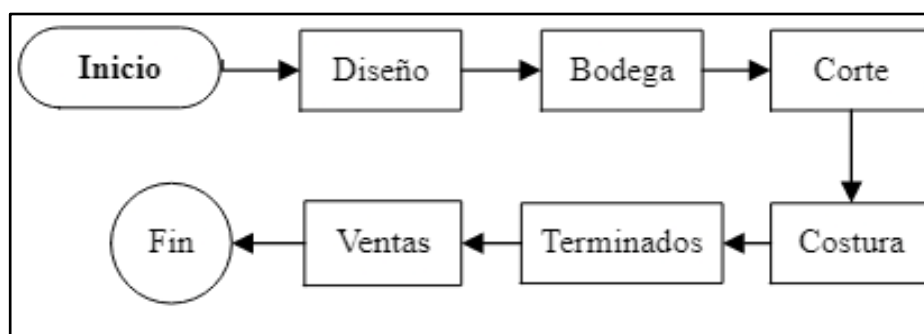 Inicio
Diseño
Bodega
Corte
Costura
Terminados
Ventas
Fin